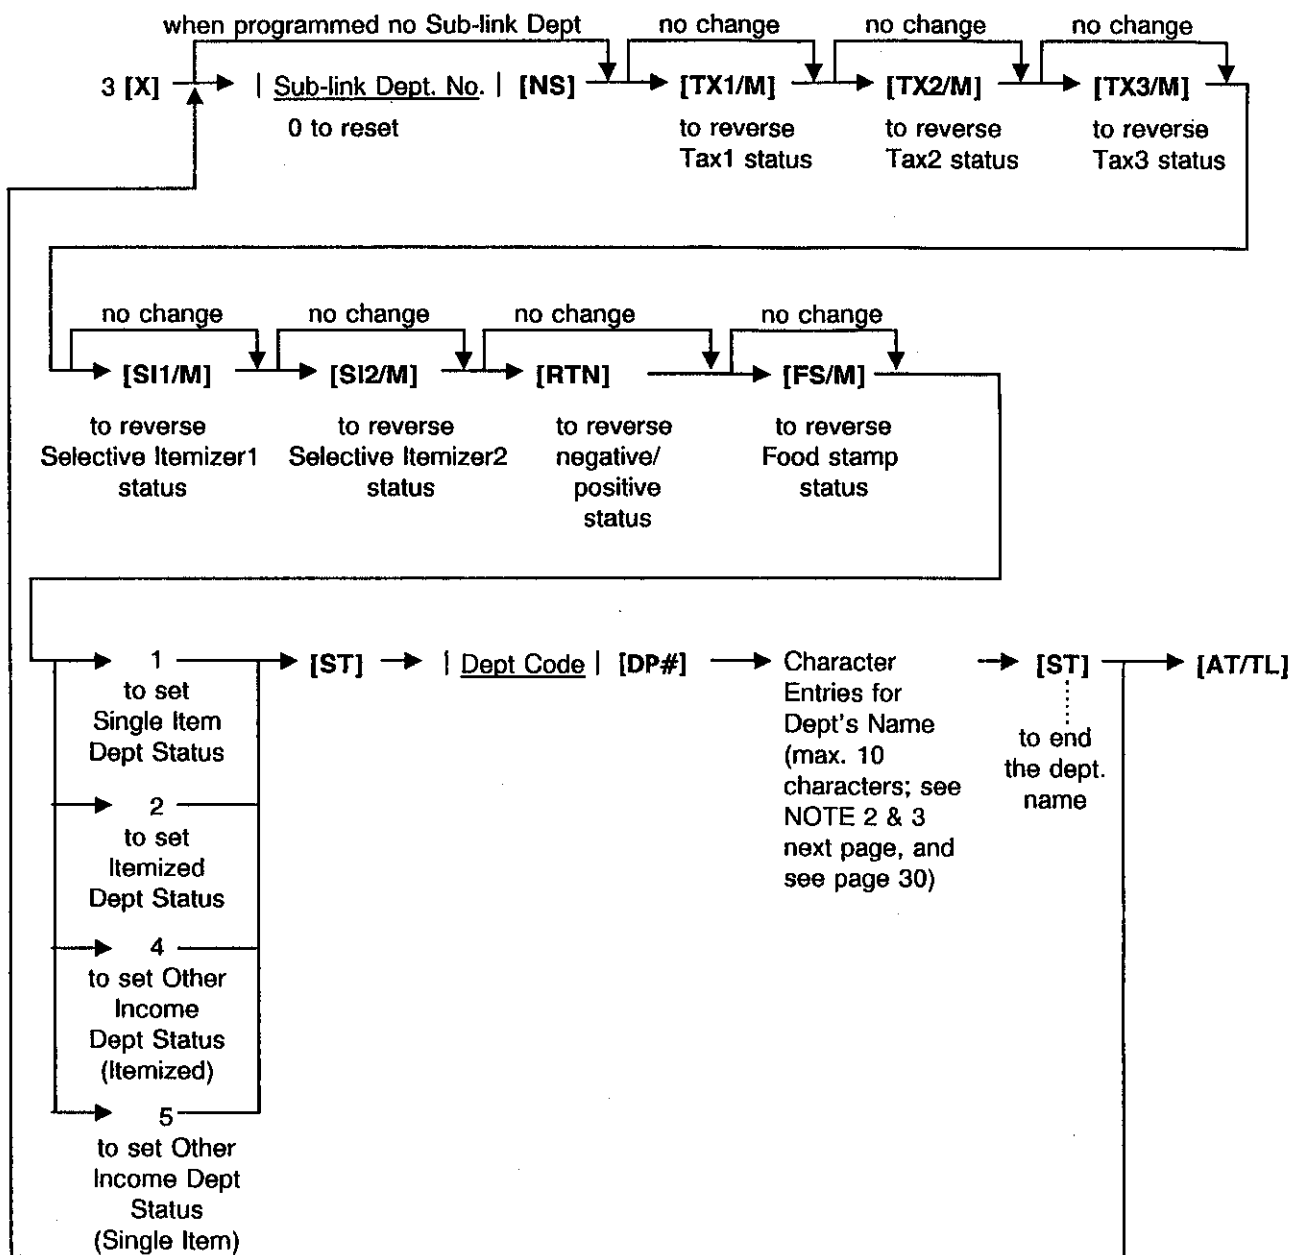 when programmed no Sub-link Dept no change no change no change
3 [X] | Sub-link Dept. No. | [NS] [TX1/M] [TX2/M] [TX3/M]
0 to reset
to reverse
Tax1 status
to reverse
Tax2 status
to reverse
Tax3 status
no change no change no change no change
[SI1/M] [SI2/M] [RTN] [FS/M]
to reverse
Selective Itemizer1
status
to reverse
Selective Itemizer2
status
to reverse
negative/
positive
status
to reverse
Food stamp
status
1
to set
Single Item
Dept Status
2
to set
Itemized
Dept Status
4
to set Other
Income
Dept Status
(Itemized)
5
to set Other
Income Dept
Status
(Single Item)
[ST] | Dept Code | [DP#]
Character
Entries for
Dept's Name
(max. 10
characters; see
NOTE 2 & 3
next page, and
see page 30)
[ST]
to end
the dept.
name
[AT/TL]